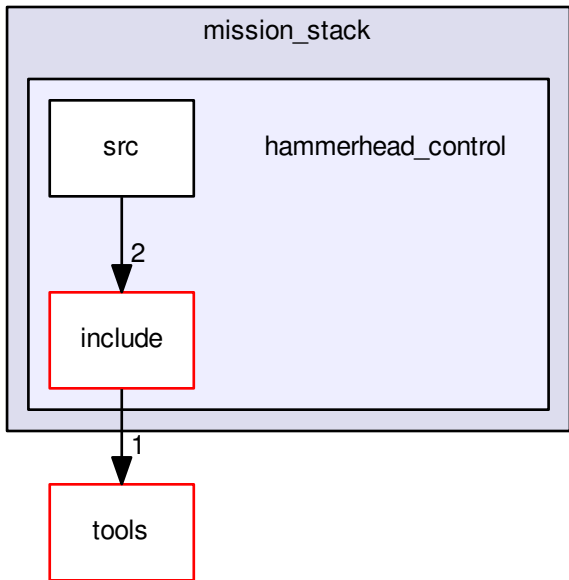 mission_stack
src
hammerhead_control
2
include
1
tools